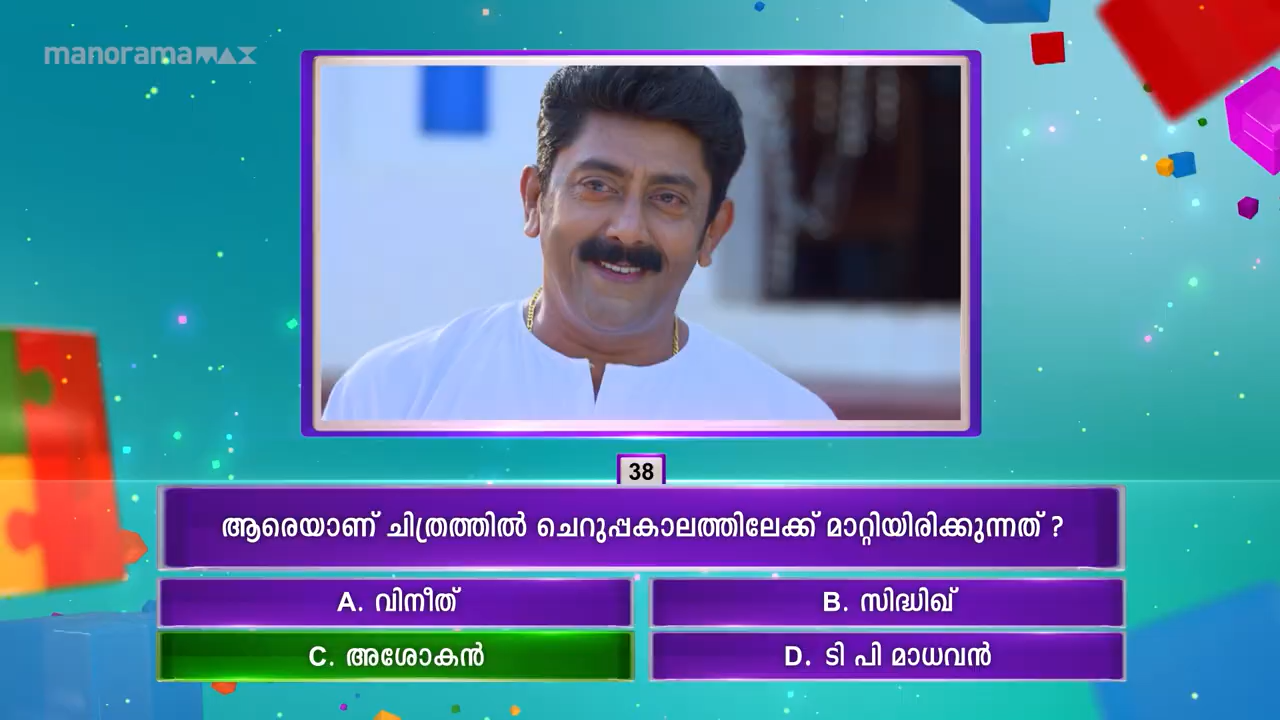 manoramaMAX
38
ആരെയാണ് ചിത്രത്തിൽ ചെറുപ്പകാലത്തിലേക്ക് മാറ്റിയിരിക്കുന്നത് ?
A. വിനീത്
B. സിദ്ധിഖ്
C. അശോകൻ
D. ടി പി മാധവൻ